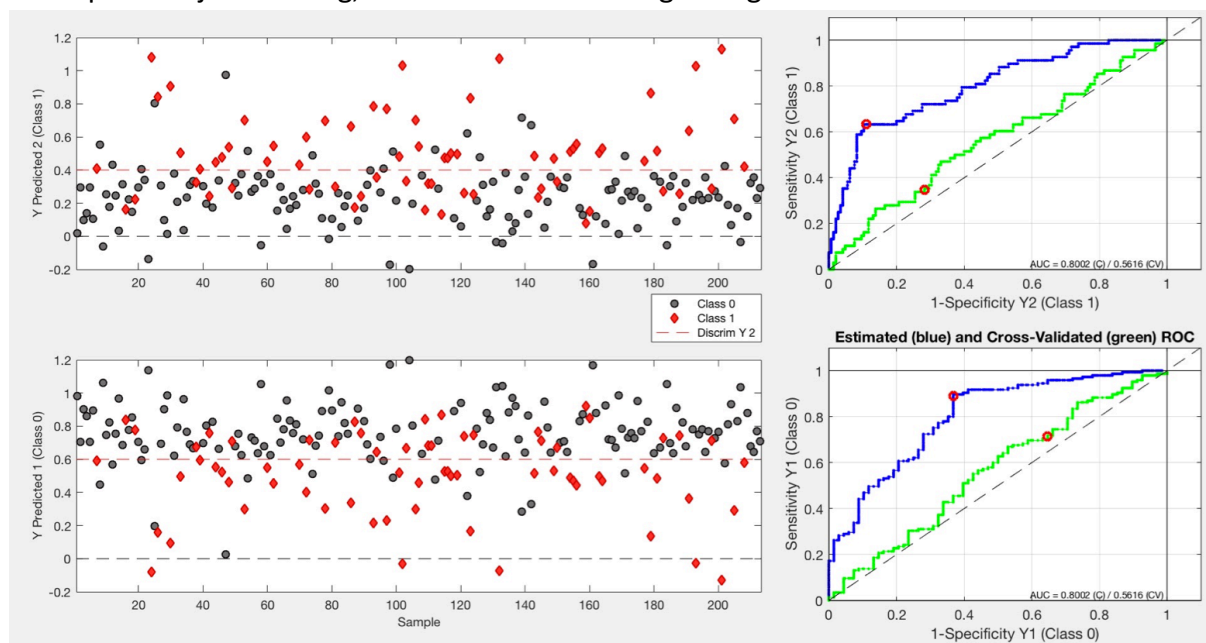 1.2
1
0.8
0.6
0.4
0.2
0
-0.2
Y Predicted 2 (Class 1)
20 40 60 80 100 120 140 160 180 200
Class 0
Class 1
Discrim Y 2
1
0.8
0.6
0.4
0.2
0
Sensitivity Y2 (Class 1)
AUC = 0.8002 (C) / 0.5616 (CV)
0 0.2 0.4 0.6 0.8 1
1-Specificity Y2 (Class 1)
1.2
1
0.8
0.6
0.4
0.2
0
-0.2
Y Predicted 1 (Class 0)
20 40 60 80 100 120 140 160 180 200
Sample
Estimated (blue) and Cross-Validated (green) ROC
1
0.8
0.6
0.4
0.2
0
Sensitivity Y1 (Class 0)
AUC = 0.8002 (C) / 0.5616 (CV)
0 0.2 0.4 0.6 0.8 1
1-Specificity Y1 (Class 0)